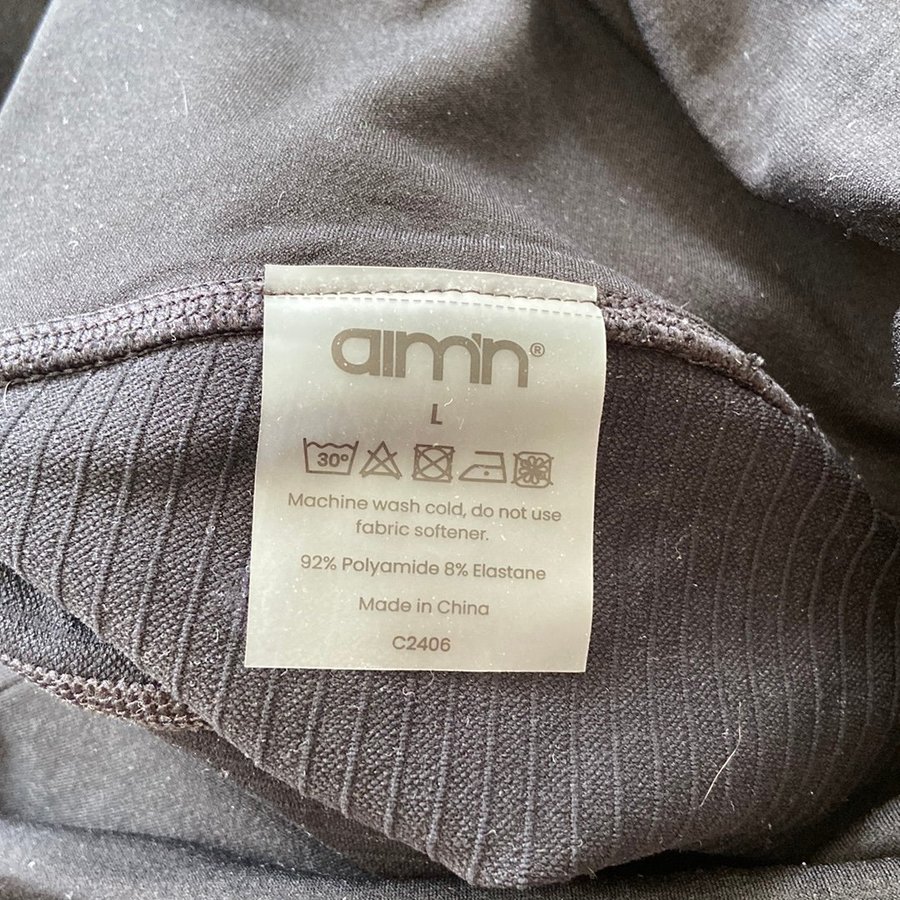 aim'n®
L
30°
Machine wash cold, do not use
fabric softener.
92% Polyamide 8% Elastane
Made in China
C2406